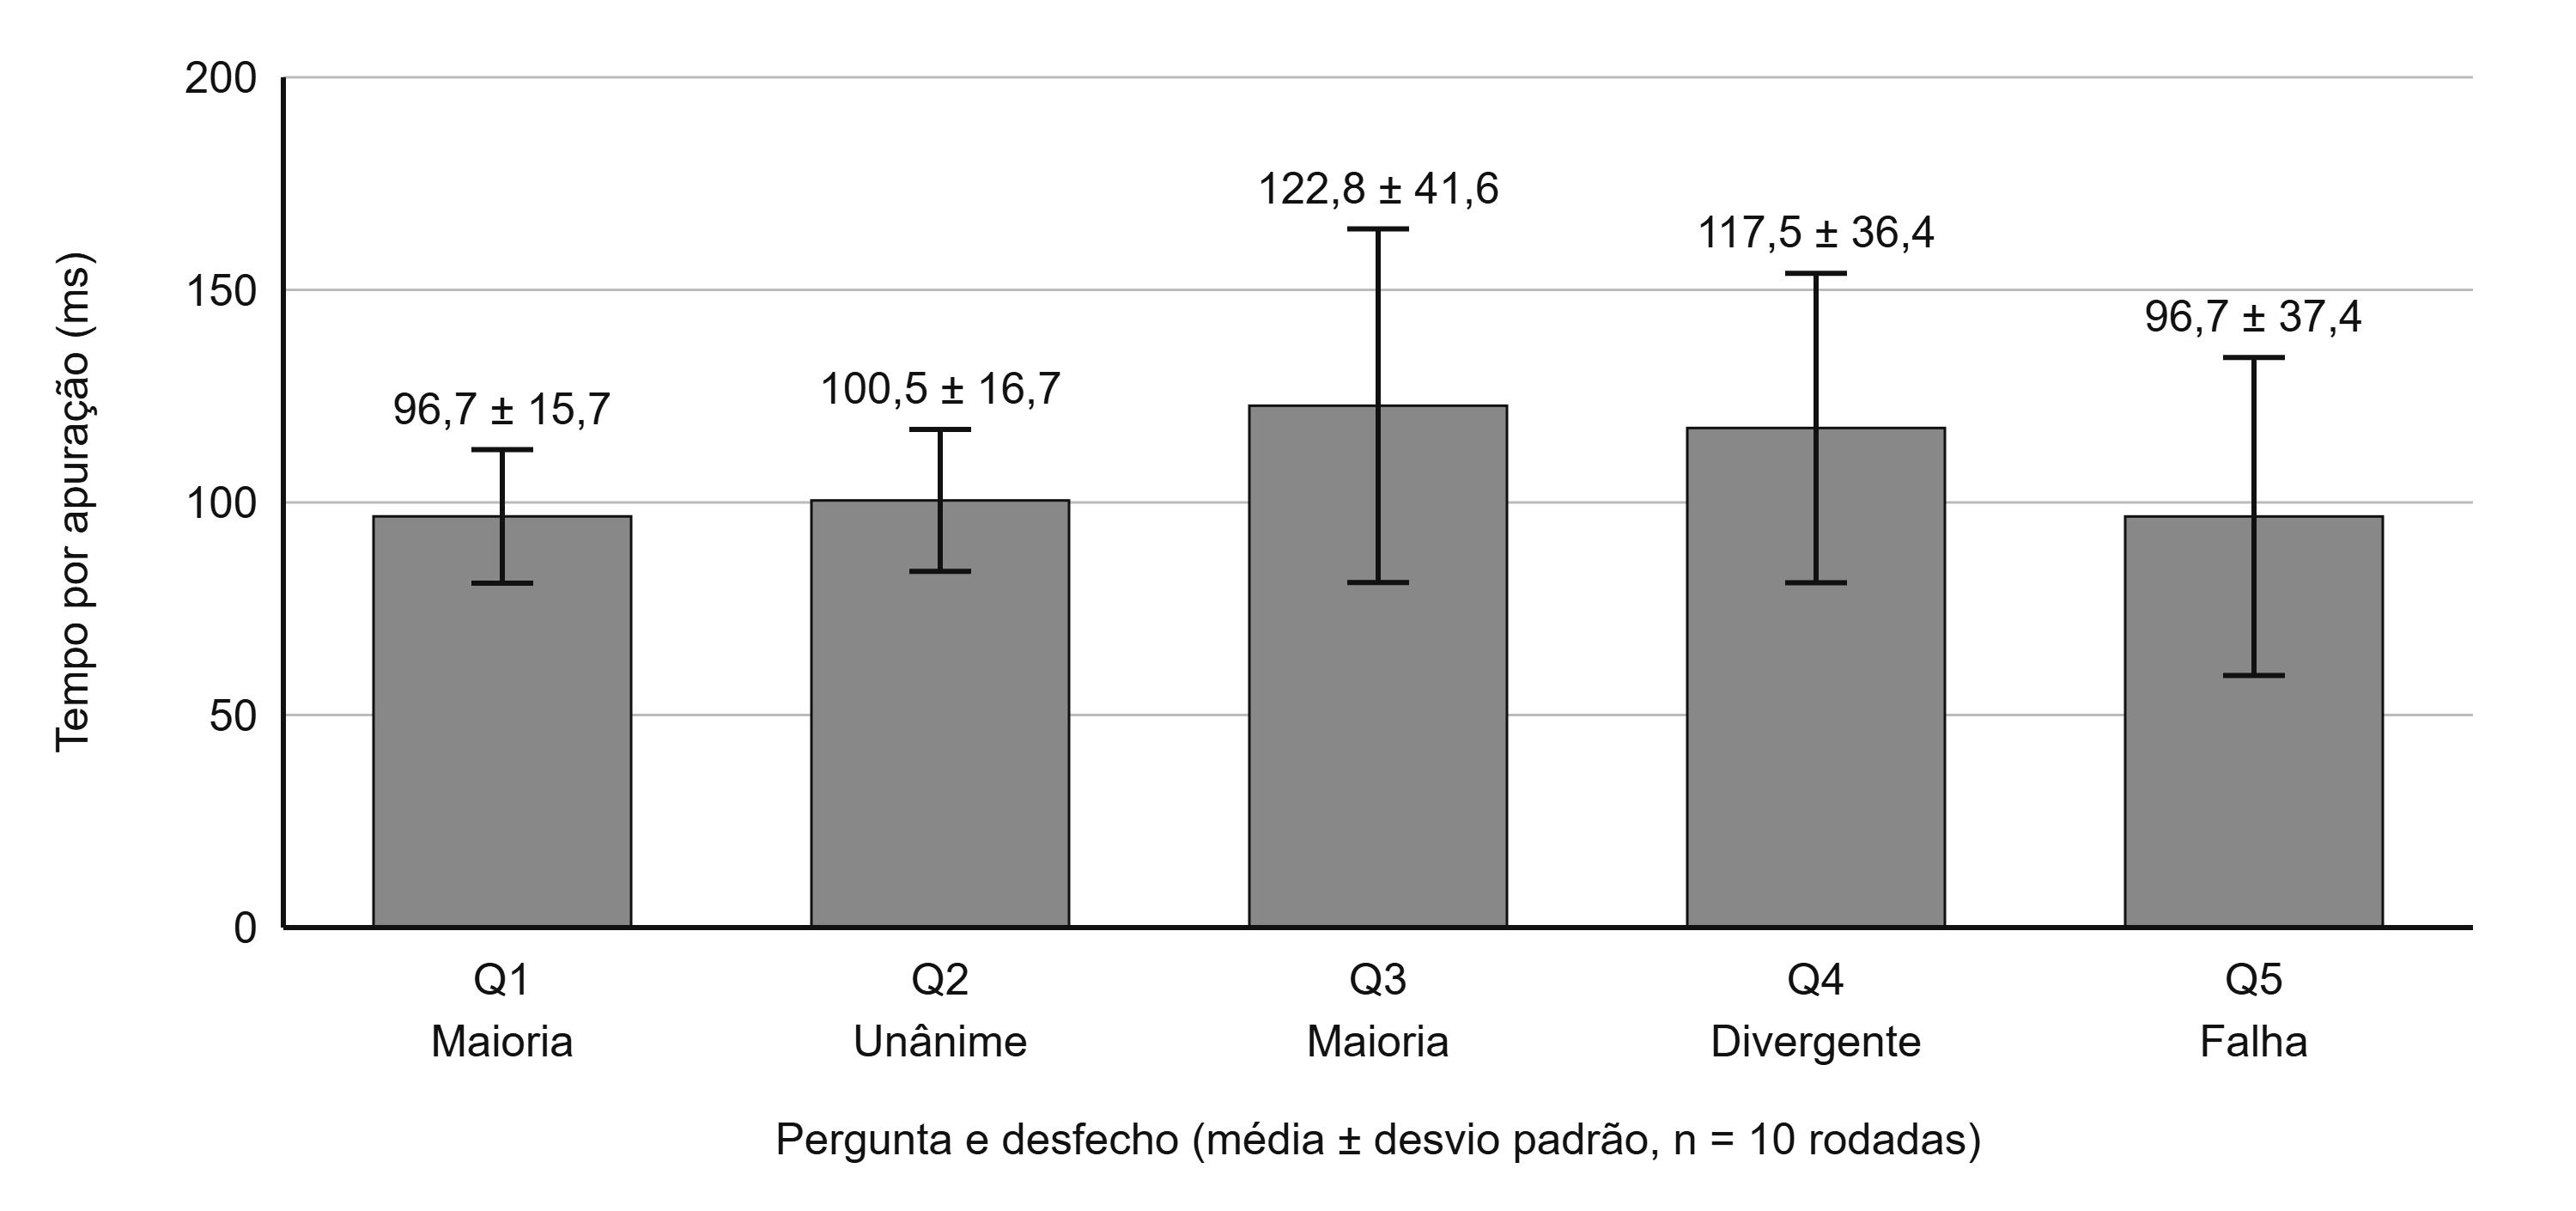 Tempo por apuração (ms)
200
150
100
50
0
96,7 ± 15,7
100,5 ± 16,7
122,8 ± 41,6
117,5 ± 36,4
96,7 ± 37,4
Q1
Maioria
Q2
Unânime
Q3
Maioria
Q4
Divergente
Q5
Falha
Pergunta e desfecho (média ± desvio padrão, n = 10 rodadas)